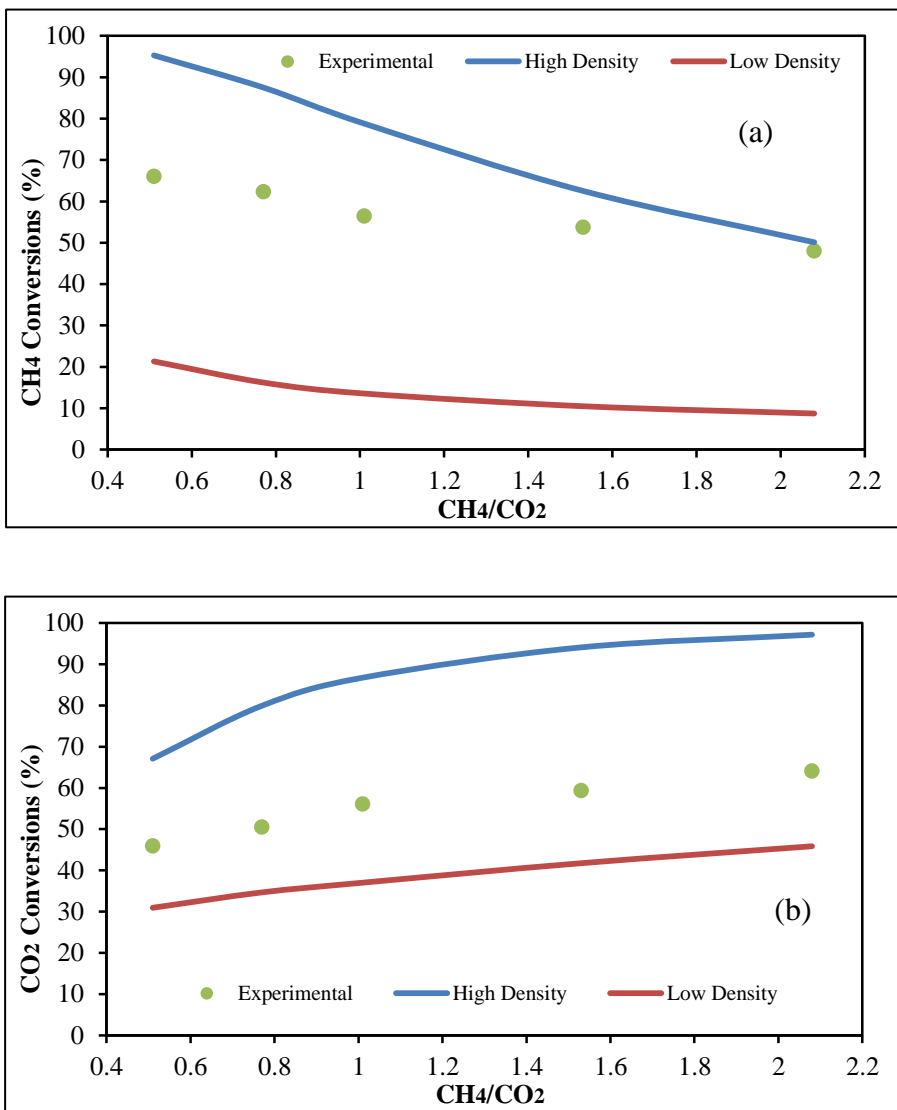 100
90
80
70
60
50
40
30
20
10
0
CH4 Conversions (%)
Experimental High Density Low Density
(a)
0.4 0.6 0.8 1 1.2 1.4 1.6 1.8 2 2.2
CH4/CO2
100
90
80
70
60
50
40
30
20
10
0
CO2 Conversions (%)
(b)
Experimental High Density Low Density
0.4 0.6 0.8 1 1.2 1.4 1.6 1.8 2 2.2
CH4/CO2